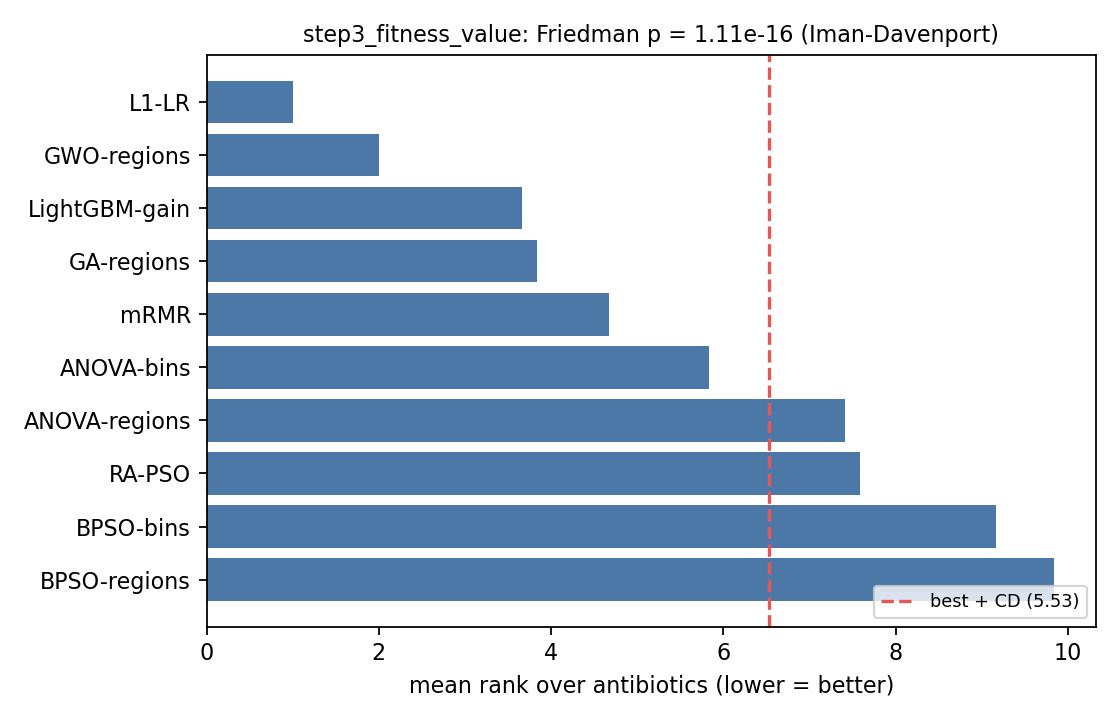 step3_fitness_value: Friedman p = 1.11e-16 (Iman-Davenport)
L1-LR
GWO-regions
LightGBM-gain
GA-regions
mRMR
ANOVA-bins
ANOVA-regions
RA-PSO
BPSO-bins
BPSO-regions
best + CD (5.53)
0 2 4 6 8 10
mean rank over antibiotics (lower = better)